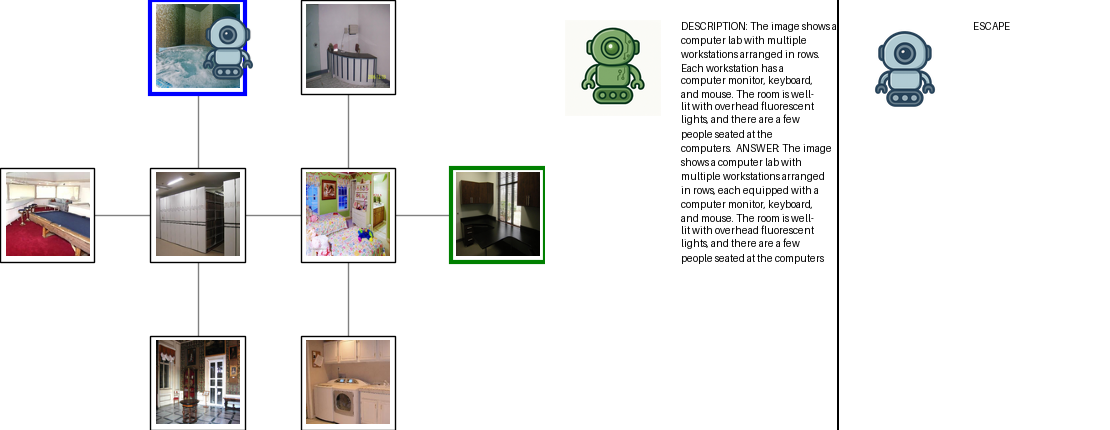 DESCRIPTION: The image shows a
computer lab with multiple
workstations arranged in rows.
Each workstation has a
computer monitor, keyboard,
and mouse. The room is well-
lit with overhead fluorescent
lights, and there are a few
people seated at the
computers. ANSWER: The image
shows a computer lab with
multiple workstations arranged
in rows, each equipped with a
computer monitor, keyboard,
and mouse. The room is well-
lit with overhead fluorescent
lights, and there are a few
people seated at the computers
ESCAPE